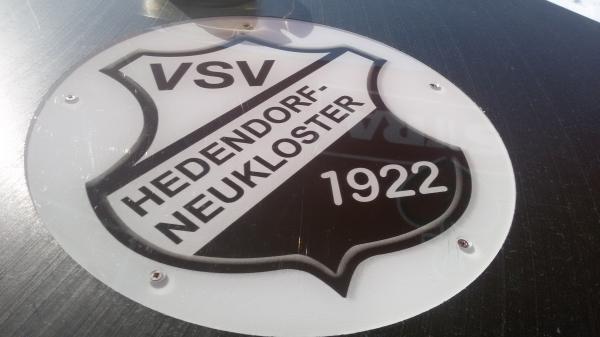 VSV
HEDENDORF-
NEUKLOSTER
1922